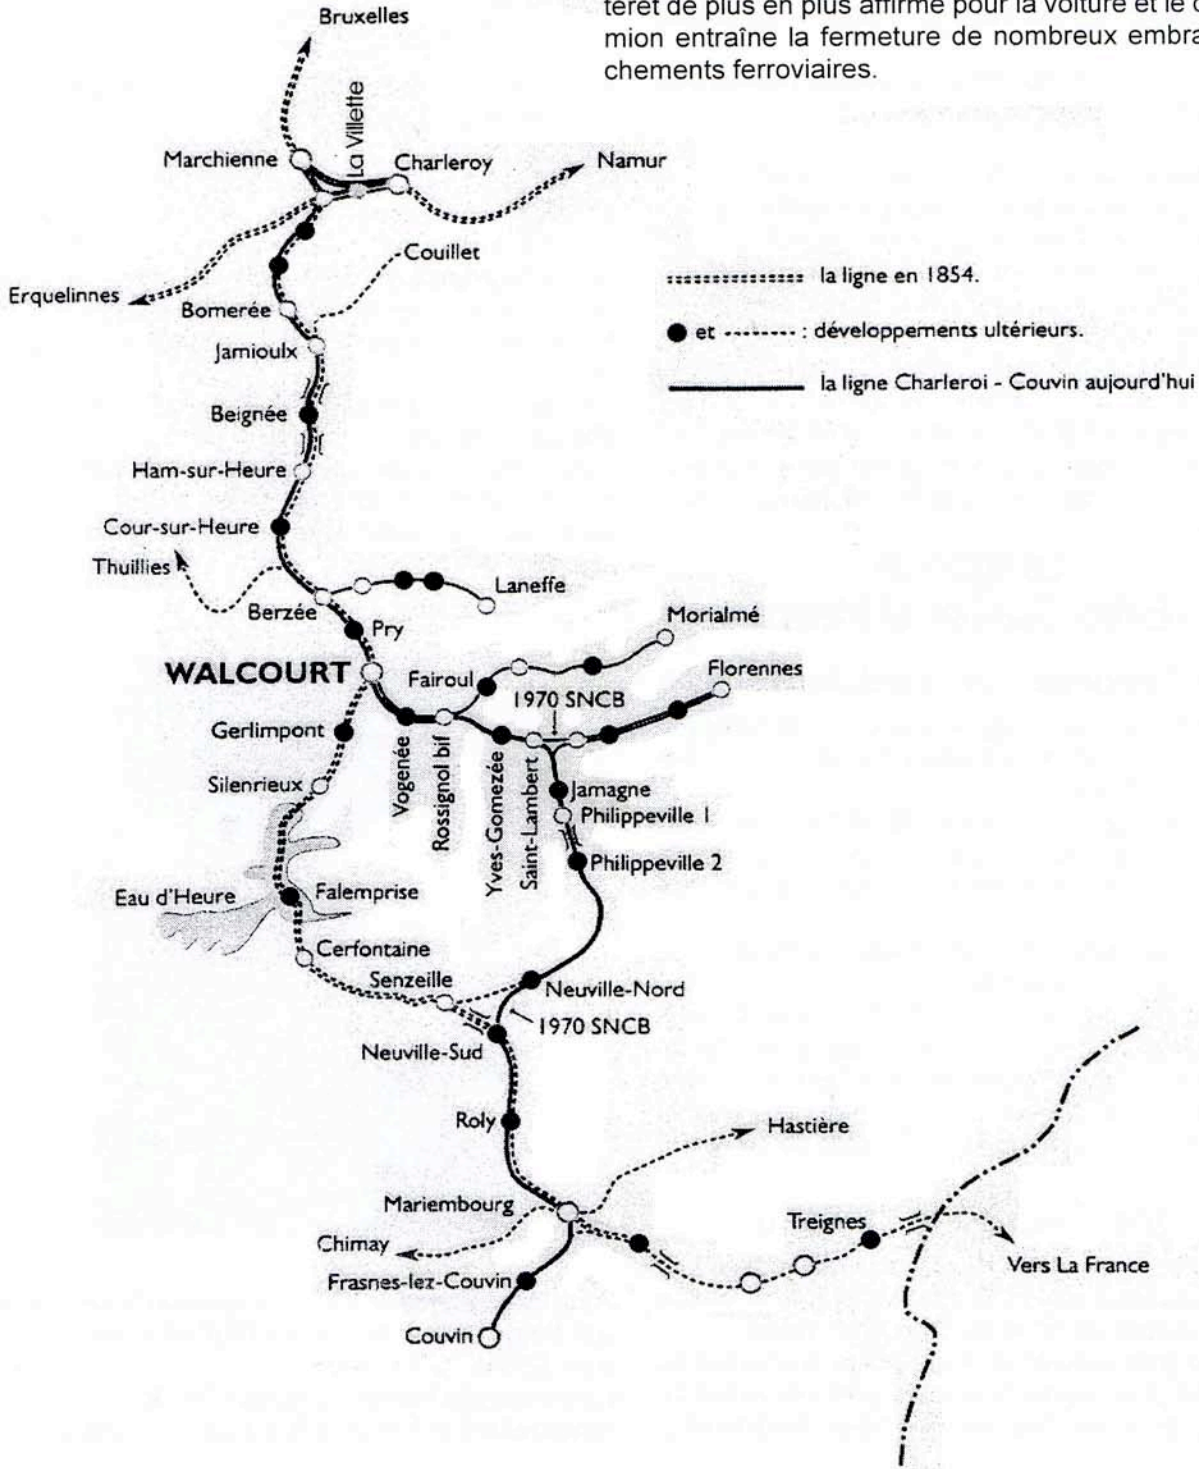 térêt de plus en plus affirmé pour la voiture et le
mion entraîne la fermeture de nombreux embra
chements ferroviaires.
Bruxelles
La Villette
Marchienne
Charleroy
Namur
Couillet
Erquelinnes
la ligne en 1854.
Bomerée
et ---------- : développements ultérieurs.
Jamioulx
la ligne Charleroi - Couvin aujourd'hui
Beignée
Ham-sur-Heure
Cour-sur-Heure
Thuillies
Laneffe
Berzée
Morialmé
Pry
WALCOURT
Fairoul
Florennes
1970 SNCB
Gerlimpont
Vogenée
Rossignol bif
Yves-Gomezée
Saint-Lambert
Silenrieux
Jamagne
Philippeville 1
Philippeville 2
Eau d'Heure
Falemprise
Cerfontaine
Senzeille
Neuville-Nord
1970 SNCB
Neuville-Sud
Roly
Hastière
Mariembourg
Treignes
Chimay
Vers La France
Frasnes-lez-Couvin
Couvin